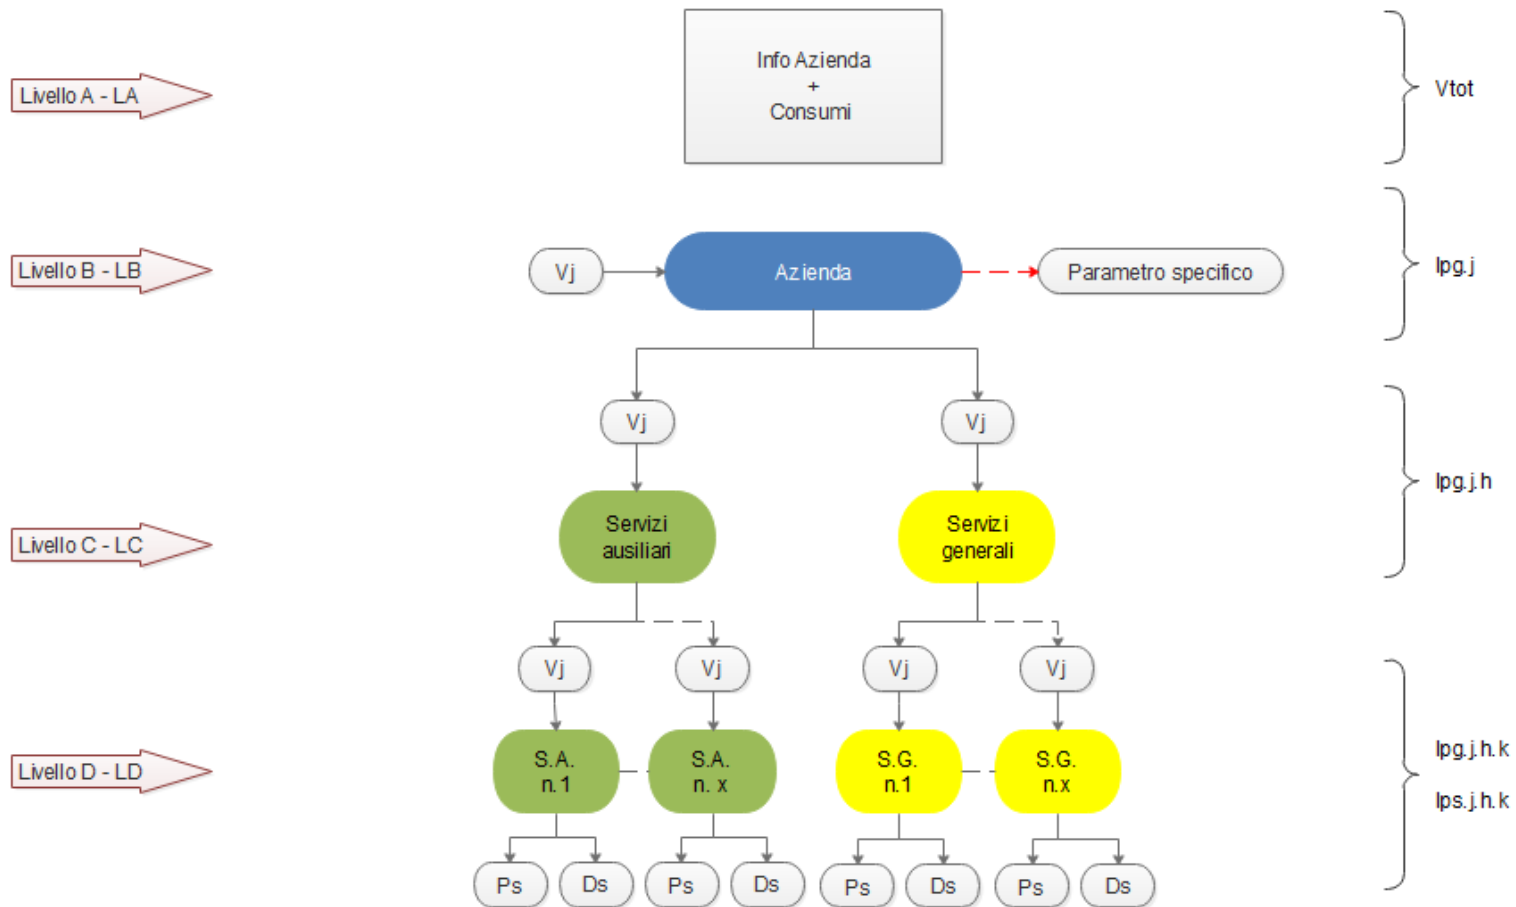 Info Azienda
+
Consumi
Livello A - LA
Vtot
Livello B - LB
Vj
Azienda
Parametro specifico
Ipg.j
Vj
Vj
Ipg.j.h
Livello C - LC
Servizi
ausiliari
Servizi
generali
Vj
Vj
Vj
Vj
Livello D - LD
S.A.
n.1
S.A.
n. x
S.G.
n.1
S.G.
n.x
Ipg.j.h.k
Ips.j.h.k
Ps
Ds
Ps
Ds
Ps
Ds
Ps
Ds